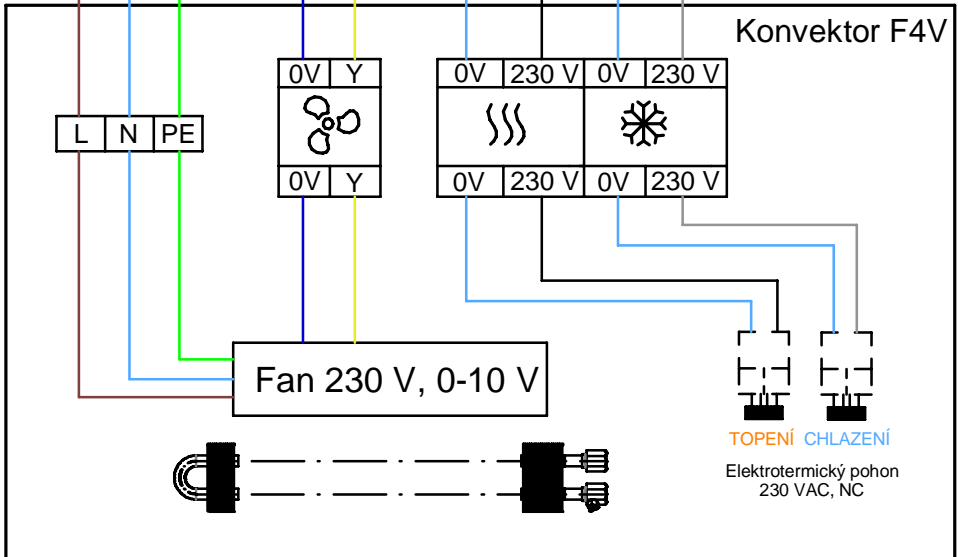 Konvektor F4V
0V Y
0V 230 V 0V 230 V
L N PE
0V Y
0V 230 V 0V 230 V
Fan 230 V, 0-10 V
TOPENÍ CHLAZENÍ
Elektrotermický pohon
230 VAC, NC